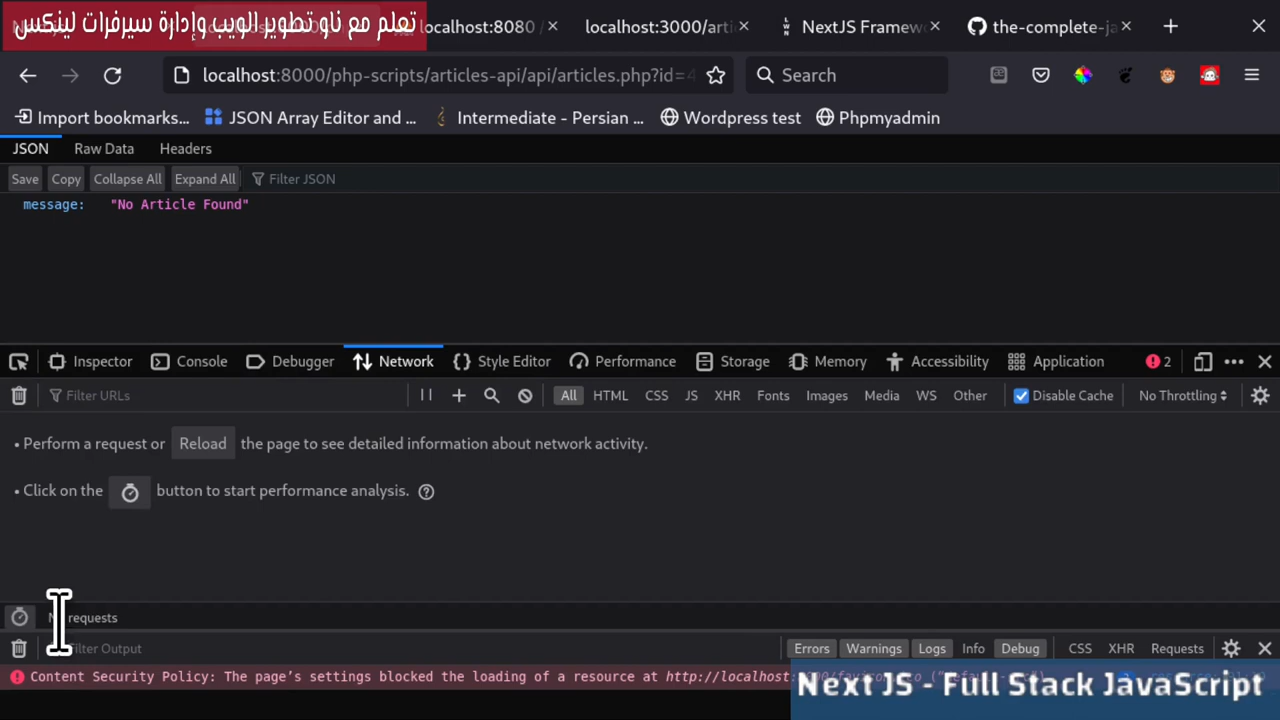 تعلم مع ناو تطوير الويب وإدارة سيرفرات لينكس
localhost:8080
localhost:3000/arti
NextJS Framew
the-complete-ja
localhost:8000/php-scripts/articles-api/api/articles.php?id=4
Search
Import bookmarks...
JSON Array Editor and ...
Intermediate - Persian ...
Wordpress test
Phpmyadmin
JSON
Raw Data
Headers
Save
Copy
Collapse All
Expand All
Filter JSON
message: "No Article Found"
Inspector
Console
Debugger
Network
Style Editor
Performance
Storage
Memory
Accessibility
Application
2
Filter URLs
All
HTML
CSS
JS
XHR
Fonts
Images
Media
WS
Other
Disable Cache
No Throttling
• Perform a request or Reload the page to see detailed information about network activity.
• Click on the button to start performance analysis.
requests
Filter Output
Errors
Warnings
Logs
Info
Debug
CSS
XHR
Requests
Content Security Policy: The page's settings blocked the loading of a resource at http://localhost:
Next JS - Full Stack JavaScript